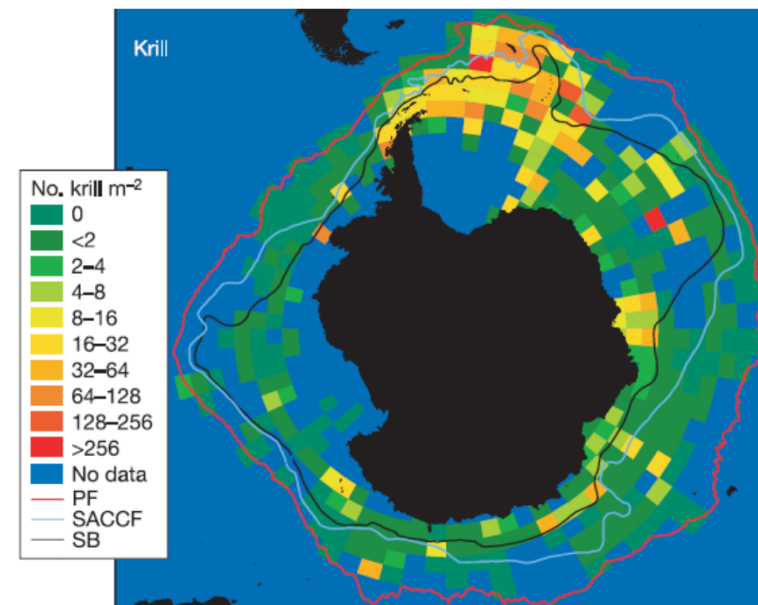 Krill
No. krill m⁻²
0
<2
2–4
4–8
8–16
16–32
32–64
64–128
128–256
>256
No data
PF
SACCF
SB